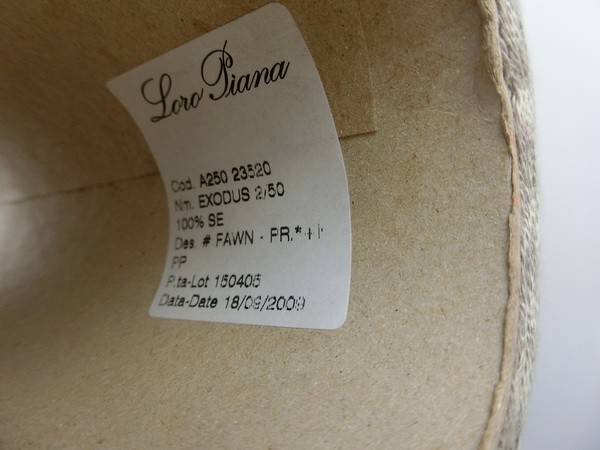 Loro Piana
Cod. A250 23520
Nm. EXODUS 2/50
100% SE
Des. # FAWN - PR.*+
PP
P.ta-Lot 150405
Data-Date 18/09/2009